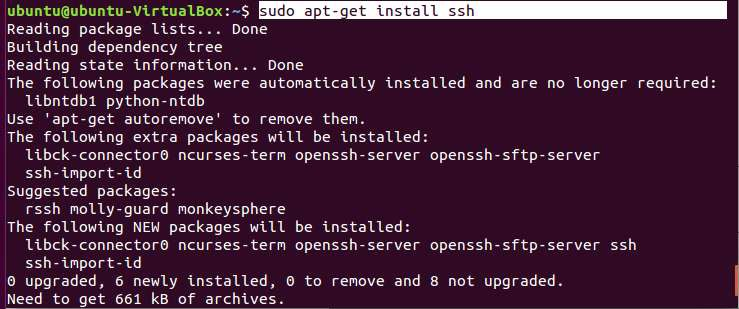 ubuntu@ubuntu-VirtualBox:~$ sudo apt-get install ssh
Reading package lists... Done
Building dependency tree
Reading state information... Done
The following packages were automatically installed and are no longer required:
  libntdb1 python-ntdb
Use 'apt-get autoremove' to remove them.
The following extra packages will be installed:
  libck-connector0 ncurses-term openssh-server openssh-sftp-server
  ssh-import-id
Suggested packages:
  rssh molly-guard monkeysphere
The following NEW packages will be installed:
  libck-connector0 ncurses-term openssh-server openssh-sftp-server ssh
  ssh-import-id
0 upgraded, 6 newly installed, 0 to remove and 8 not upgraded.
Need to get 661 kB of archives.